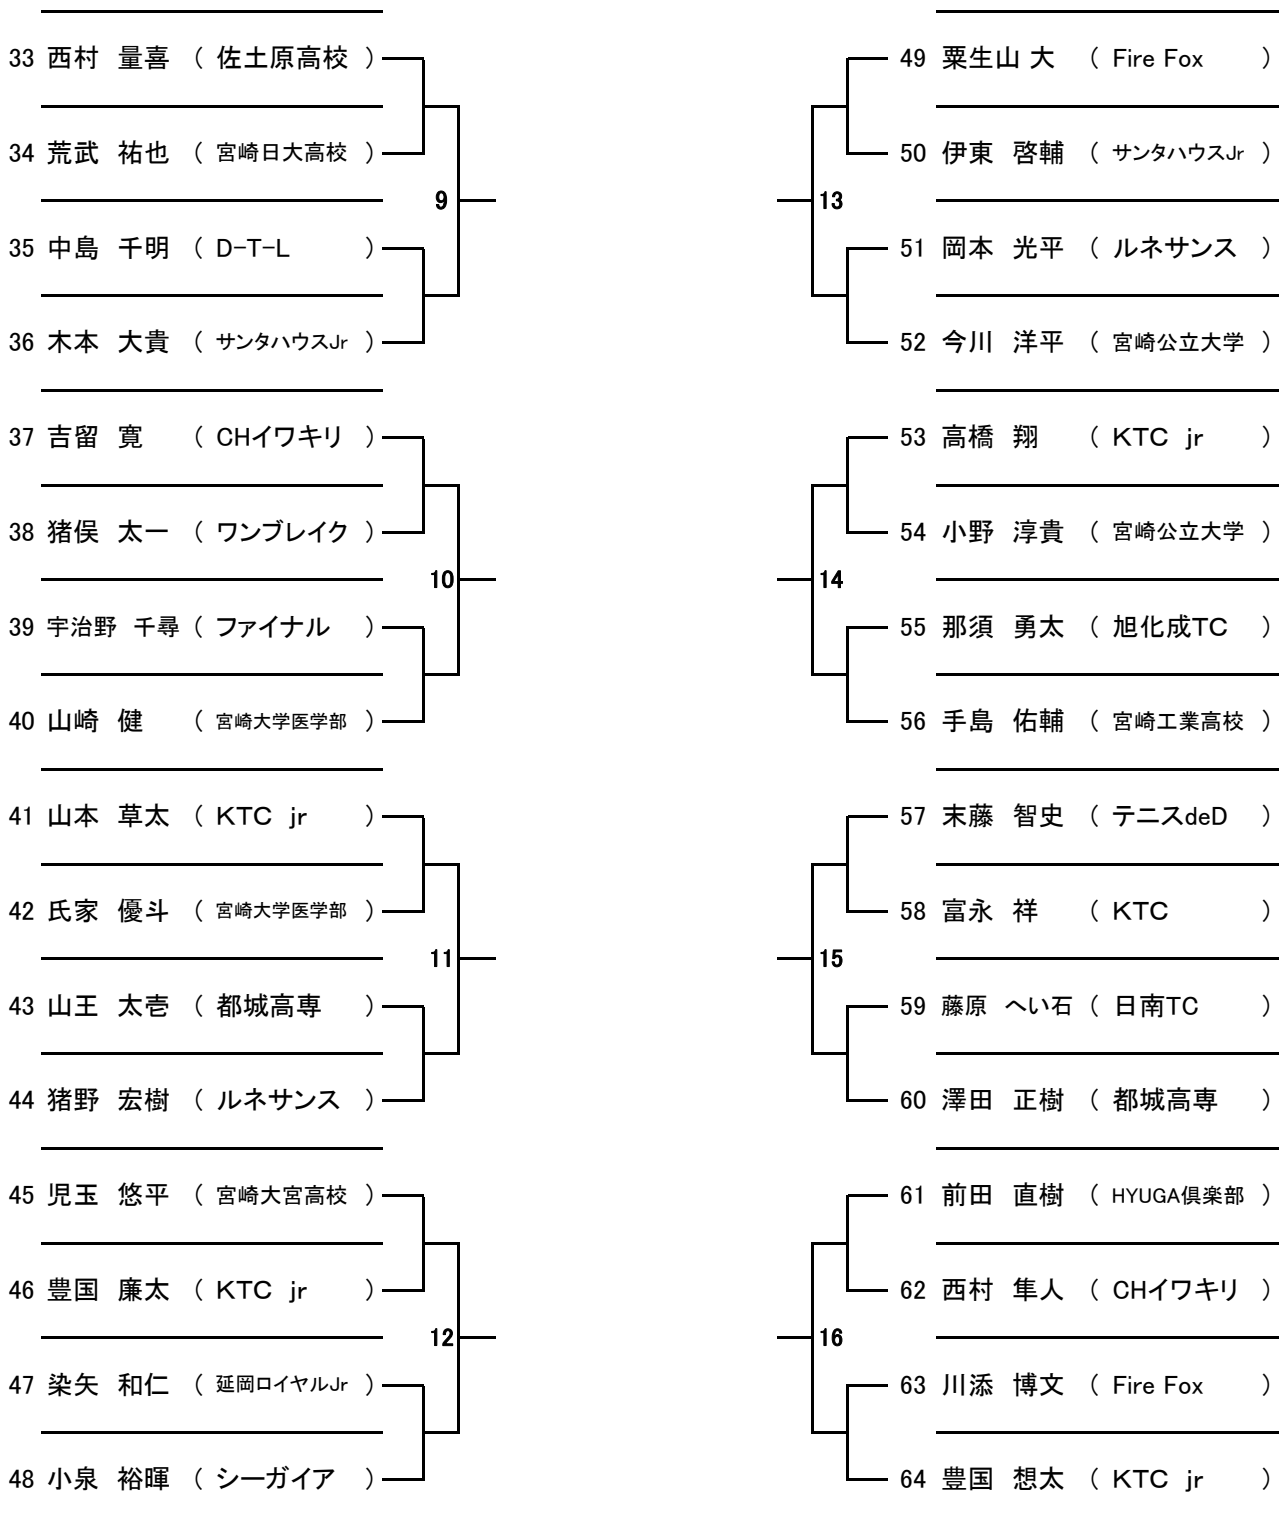 33 西村 量喜 ( 佐土原高校 )
34 荒武 祐也 ( 宮崎日大高校 )
9
35 中島 千明 ( D-T-L )
36 木本 大貴 ( サンタハウスJr )
37 吉留 寛 ( CHイワキリ )
38 猪俣 太一 ( ワンブレイク )
10
39 宇治野 千尋 ( ファイナル )
40 山崎 健 ( 宮崎大学医学部 )
41 山本 草太 ( KTC jr )
42 氏家 優斗 ( 宮崎大学医学部 )
11
43 山王 太壱 ( 都城高専 )
44 猪野 宏樹 ( ルネサンス )
45 児玉 悠平 ( 宮崎大宮高校 )
46 豊国 廉太 ( KTC jr )
12
47 染矢 和仁 ( 延岡ロイヤルJr )
48 小泉 裕暉 ( シーガイア )
49 粟生山 大 ( Fire Fox )
50 伊東 啓輔 ( サンタハウスJr )
13
51 岡本 光平 ( ルネサンス )
52 今川 洋平 ( 宮崎公立大学 )
53 高橋 翔 ( KTC jr )
54 小野 淳貴 ( 宮崎公立大学 )
14
55 那須 勇太 ( 旭化成TC )
56 手島 佑輔 ( 宮崎工業高校 )
57 末藤 智史 ( テニスdeD )
58 富永 祥 ( KTC )
15
59 藤原 へい石 ( 日南TC )
60 澤田 正樹 ( 都城高専 )
61 前田 直樹 ( HYUGA倶楽部 )
62 西村 隼人 ( CHイワキリ )
16
63 川添 博文 ( Fire Fox )
64 豊国 想太 ( KTC jr )